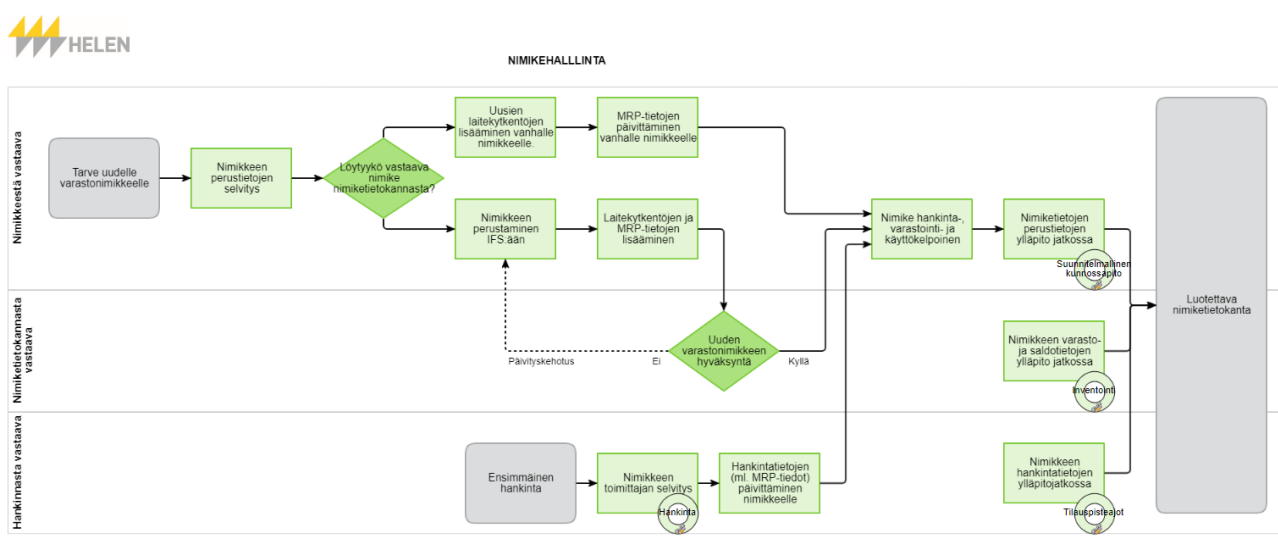 HELEN
NIMIKEHALLLINTA
Nimikkeestä vastaava
Tarve uudelle
varastonimikkeelle
Nimikkeen
perustietojen
selvitys
Löytyykö vastaava
nimike
nimiketietokannasta?
Uusien
laitekytkentöjen
lisääminen vanhalle
nimikkeelle.
MRP-tietojen
päivittäminen
vanhalle nimikkeelle
Nimikkeen
perustaminen
IFS:ään
Laitekytkentöjen ja
MRP-tietojen
lisääminen
Nimike hankinta-,
varastointi- ja
käyttökelpoinen
Nimiketietojen
perustietojen
ylläpito jatkossa
Suunnitelmallinen
kunnossapito
Luotettava
nimiketietokanta
Nimiketietokannasta
vastaava
Uuden
varastonimikkeen
hyväksyntä
Päivityskehotus
Ei
Kyllä
Nimikkeen varasto-
ja saldotietojen
ylläpito jatkossa
Inventointi
Hankinnasta vastaava
Ensimmäinen
hankinta
Nimikkeen
toimittajan selvitys
Hankinta
Hankintatietojen
(ml. MRP-tiedot)
päivittäminen
nimikkeelle
Nimikkeen
hankintatietojen
ylläpitojatkossa
Tilauspisteajot